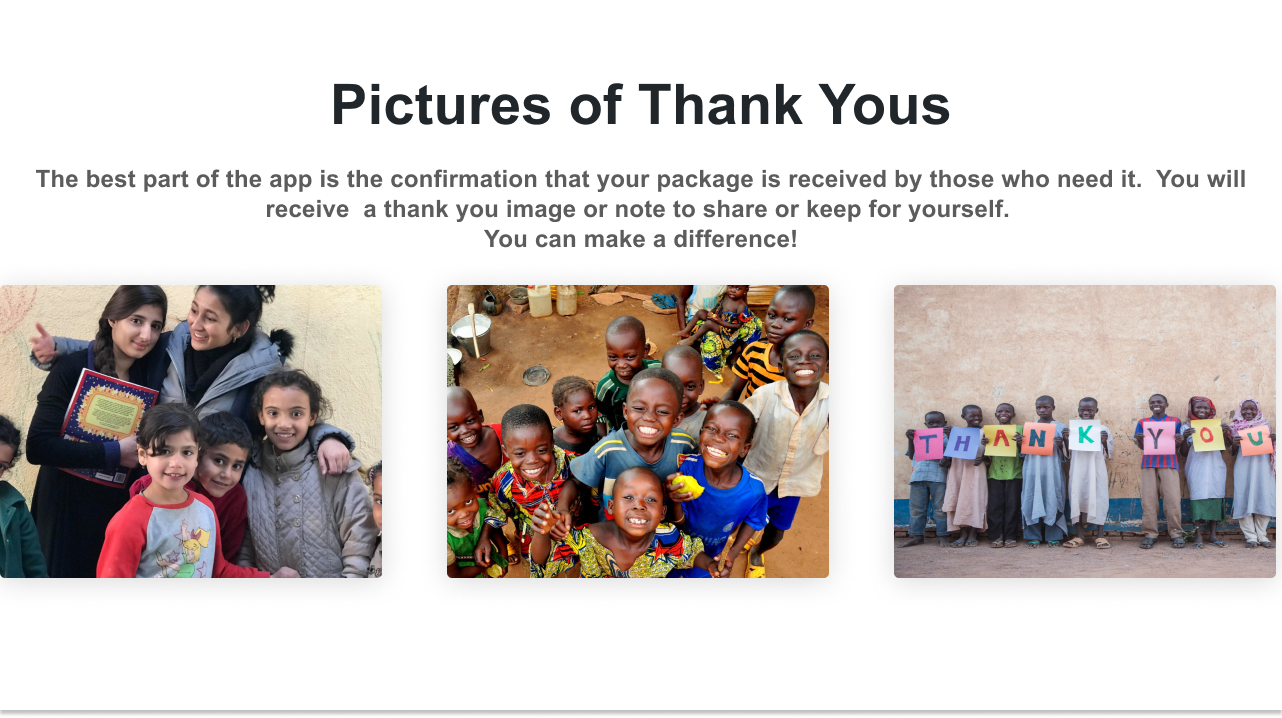 Pictures of Thank Yous
The best part of the app is the confirmation that your package is received by those who need it.  You will
receive  a thank you image or note to share or keep for yourself.
You can make a difference!
THANK YOU